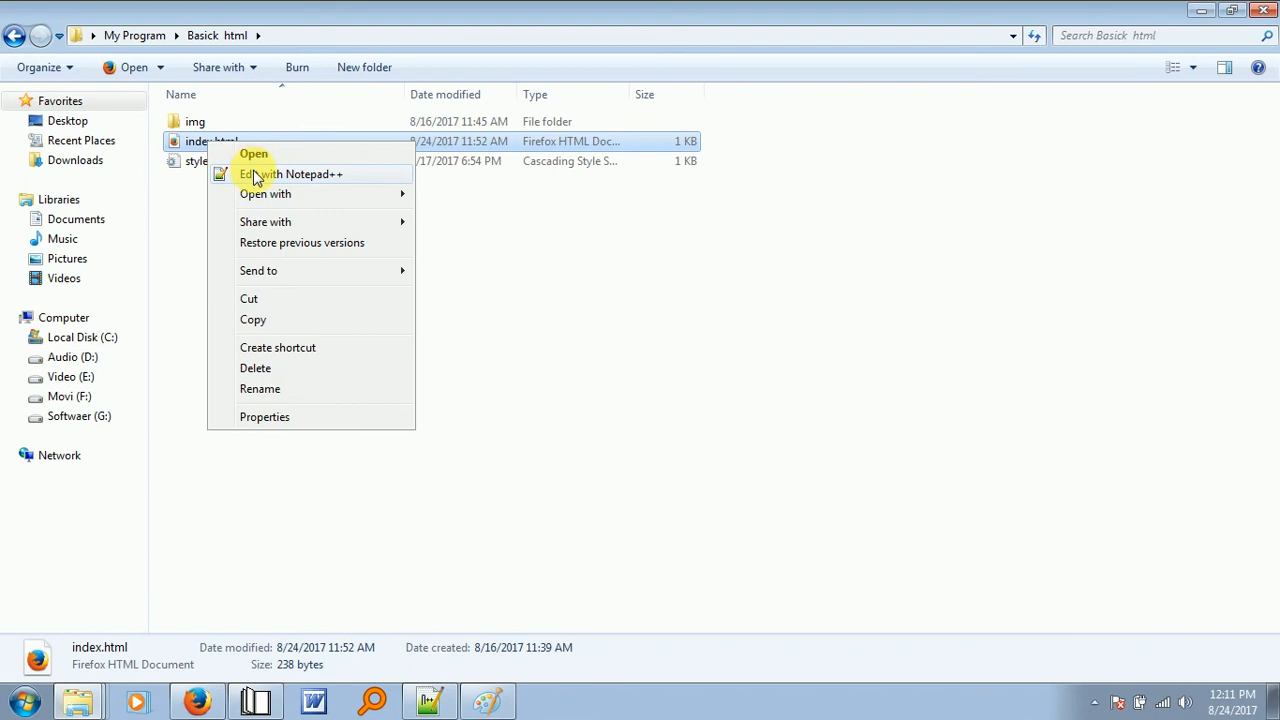 My Program
Basick html
Search Basick html
Organize
Open
Share with
Burn
New folder
Name
Date modified
Type
Size
Favorites
Desktop
Recent Places
Downloads
Libraries
Documents
Music
Pictures
Videos
Computer
Local Disk (C:)
Audio (D:)
Video (E:)
Movi (F:)
Softwaer (G:)
Network
img
8/16/2017 11:45 AM
File folder
8/24/2017 11:52 AM
Firefox HTML Doc...
1 KB
6:54 PM
Cascading Style S...
1 KB
Open
Edit with Notepad++
Open with
Share with
Restore previous versions
Send to
Cut
Copy
Create shortcut
Delete
Rename
Properties
index.html
Date modified: 8/24/2017 11:52 AM
Date created: 8/16/2017 11:39 AM
Firefox HTML Document
Size: 238 bytes
12:11 PM
8/24/2017